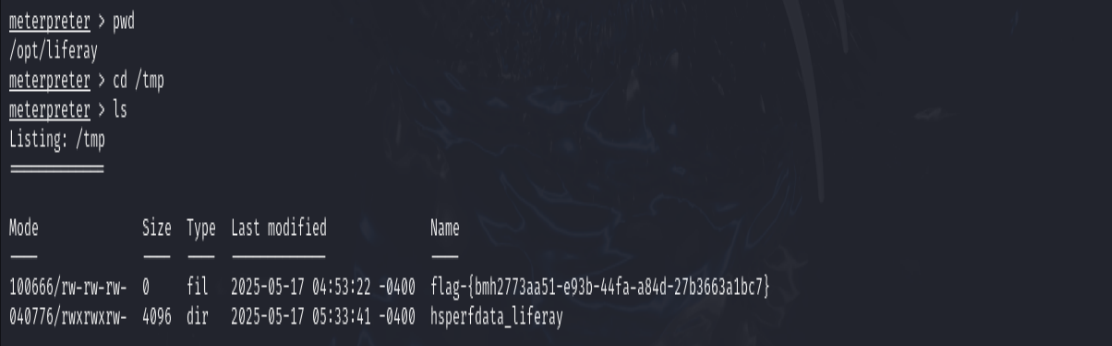 meterpreter > pwd
/opt/liferay
meterpreter > cd /tmp
meterpreter > ls
Listing: /tmp
Mode Size Type Last modified Name
100666/rw-rw-rw- 0 fil 2025-05-17 04:53:22 -0400 flag-{bmh2773aa51-e93b-44fa-a84d-27b3663a1bc7}
040776/rwxrwxrw- 4096 dir 2025-05-17 05:33:41 -0400 hsperfdata_liferay